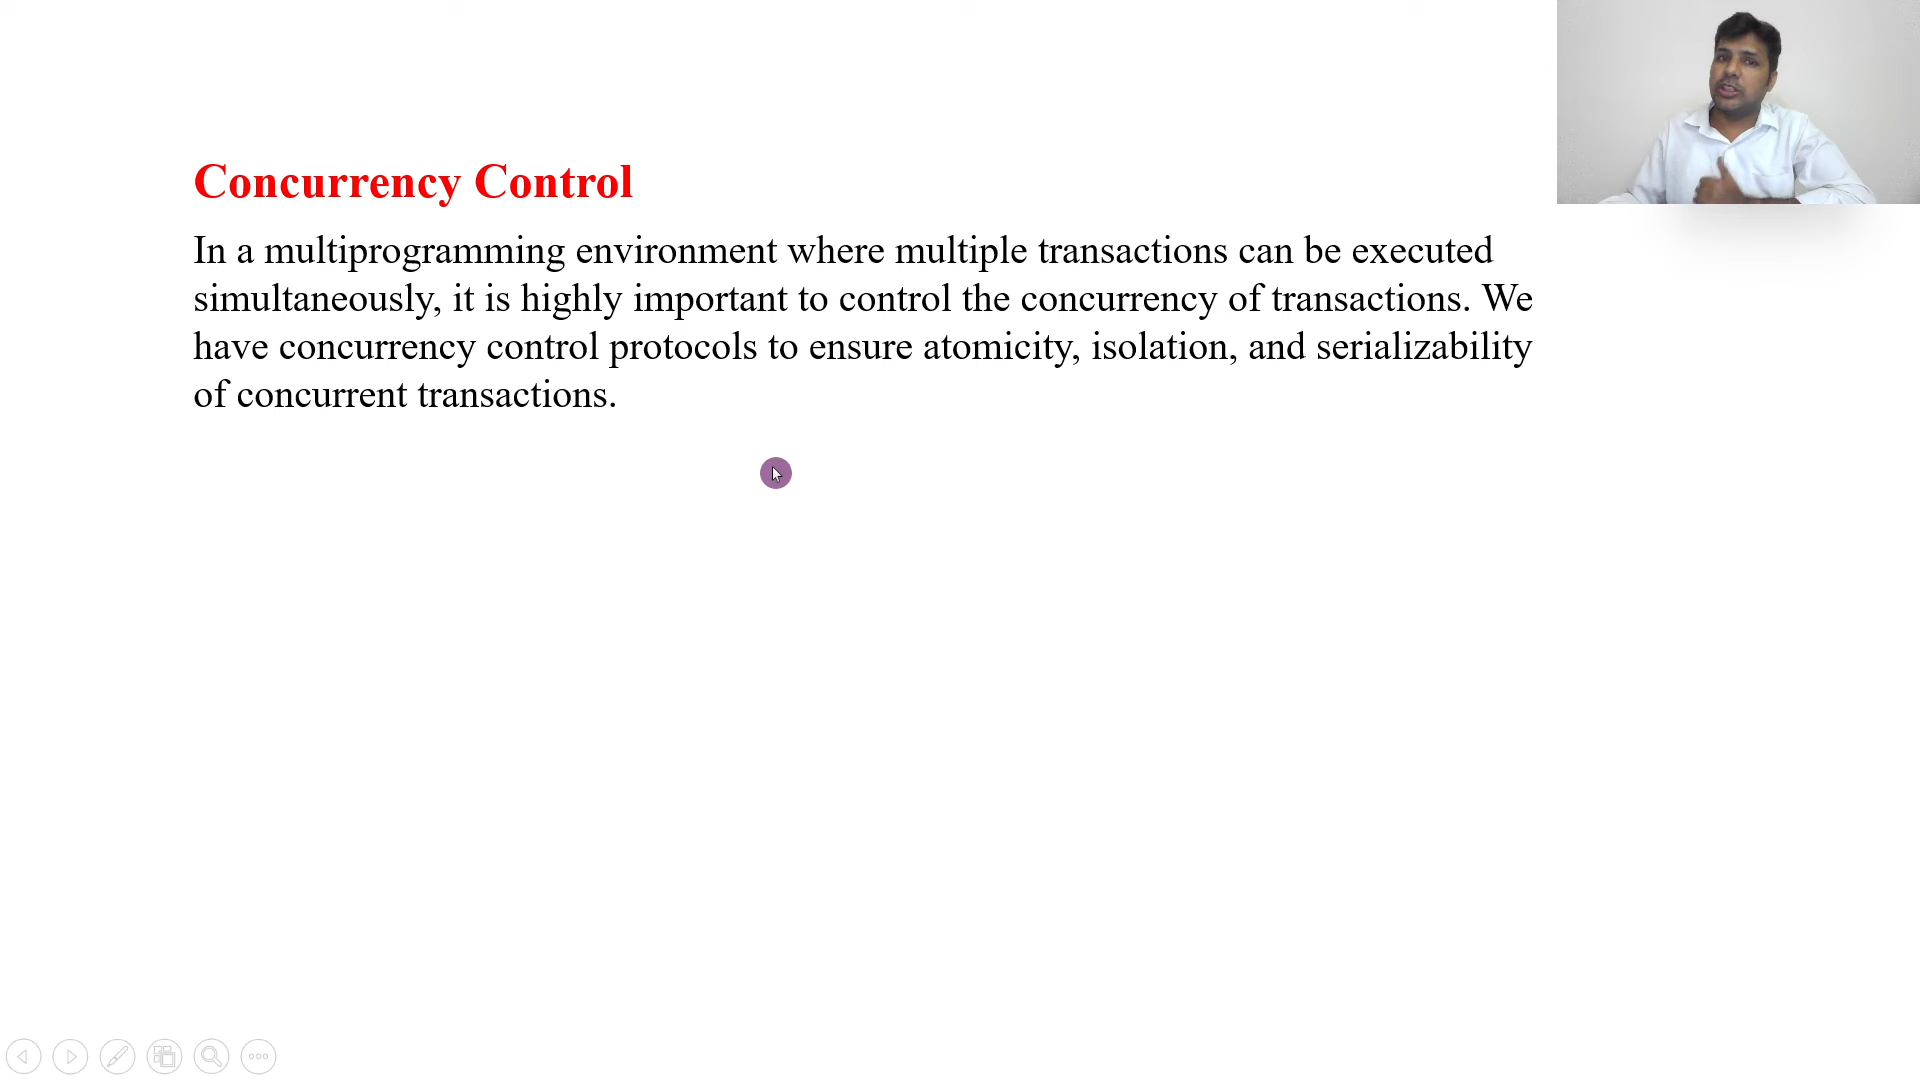 Concurrency Control
In a multiprogramming environment where multiple transactions can be executed
simultaneously, it is highly important to control the concurrency of transactions. We
have concurrency control protocols to ensure atomicity, isolation, and serializability
of concurrent transactions.